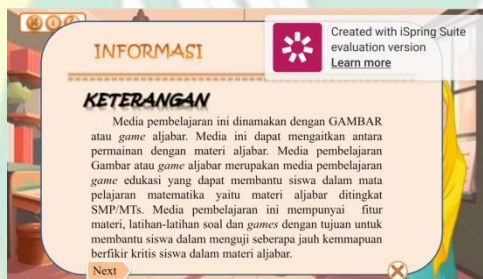 INFORMASI
Created with iSpring Suite
evaluation version
Learn more
KETERANGAN
Media pembelajaran ini dinamakan dengan GAMBAR
atau game aljabar. Media ini dapat mengaitkan antara
permainan dengan materi aljabar. Media pembelajaran
Gambar atau game aljabar merupakan media pembelajaran
game edukasi yang dapat membantu siswa dalam mata
pelajaran matematika yaitu materi aljabar ditingkat
SMP/MTs. Media pembelajaran ini mempunyai fitur
materi, latihan-latihan soal dan games dengan tujuan untuk
membantu siswa dalam menguji seberapa jauh kemmapuan
berfikir kritis siswa dalam materi aljabar.
Next